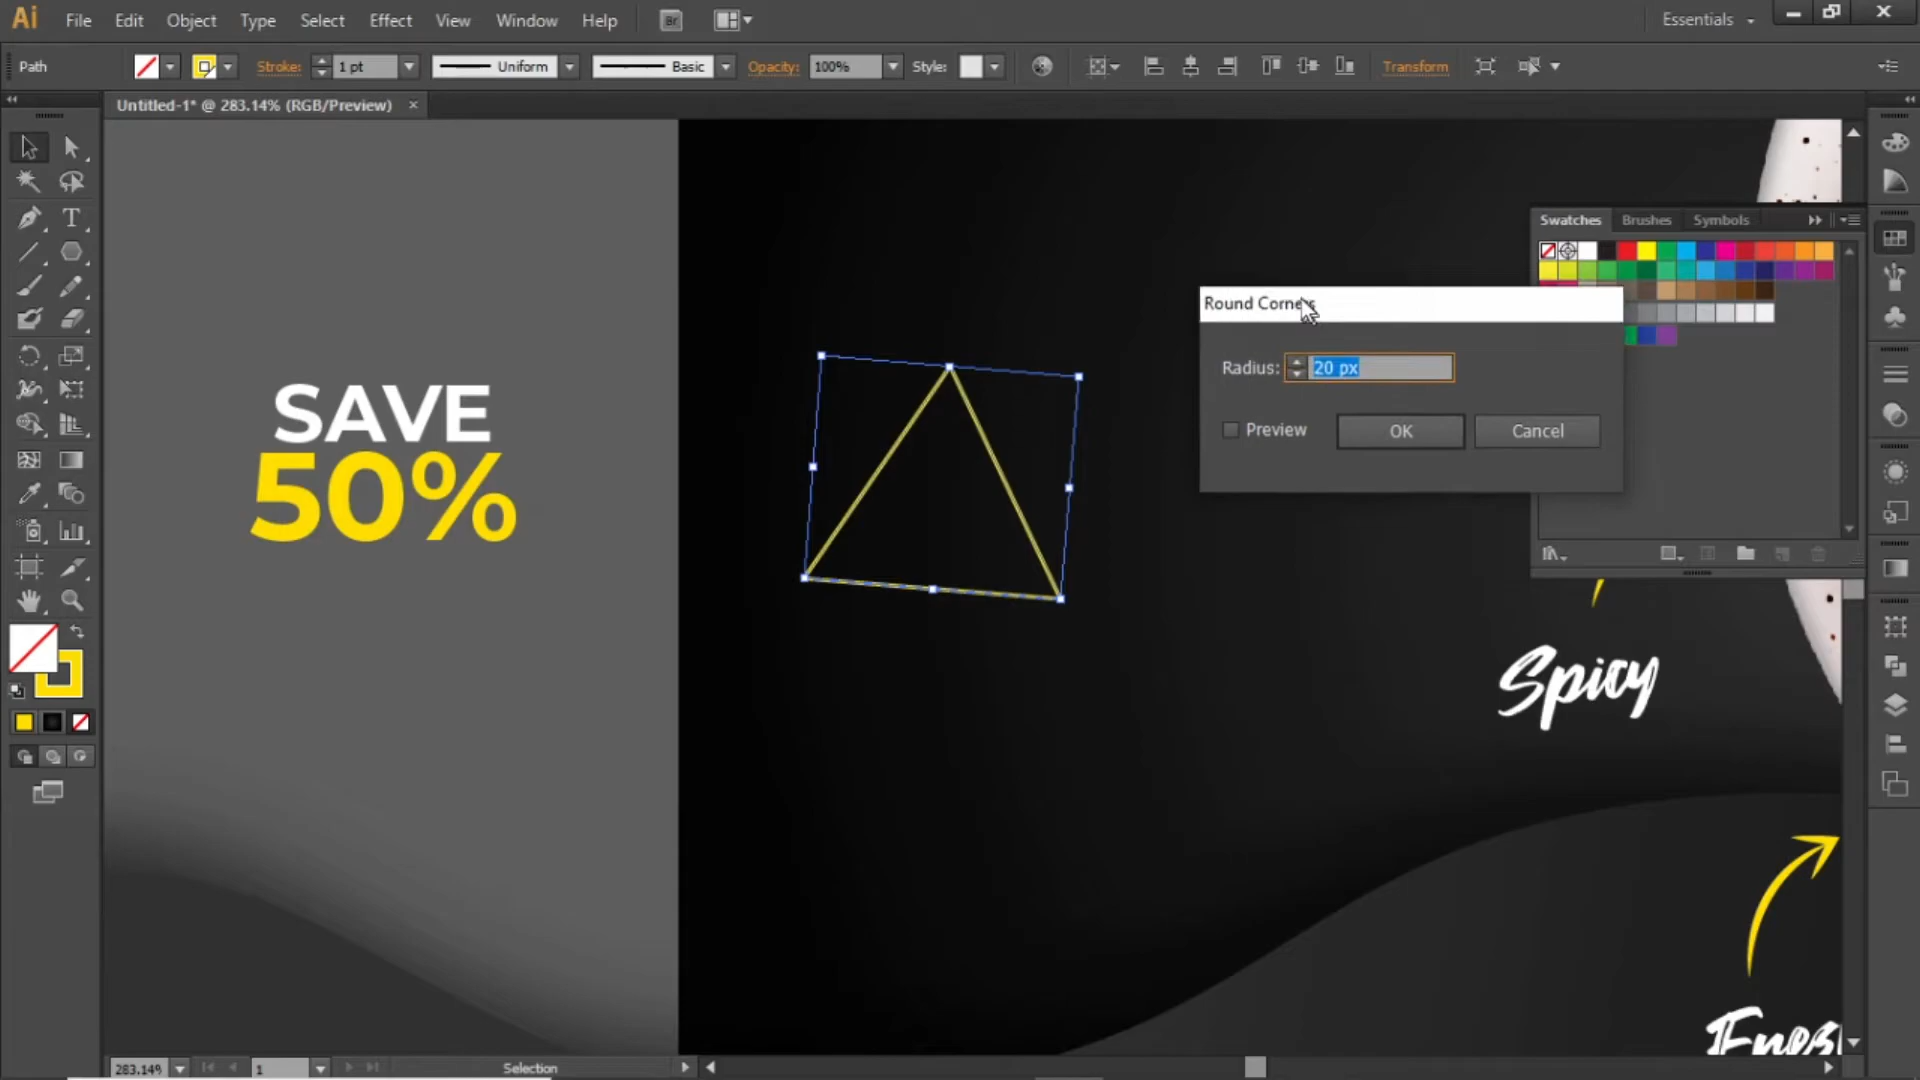 Ai File Edit Object Type Select Effect View Window Help Br Essentials
Path Stroke: 1 pt Uniform Basic Opacity: 100% Style: Transform
Untitled-1* @ 283.14% (RGB/Preview) ×
Swatches Brushes Symbols
Round Corners
Radius: 20 px
Preview OK Cancel
SAVE
50%
Spicy
283.14% 1 Selection